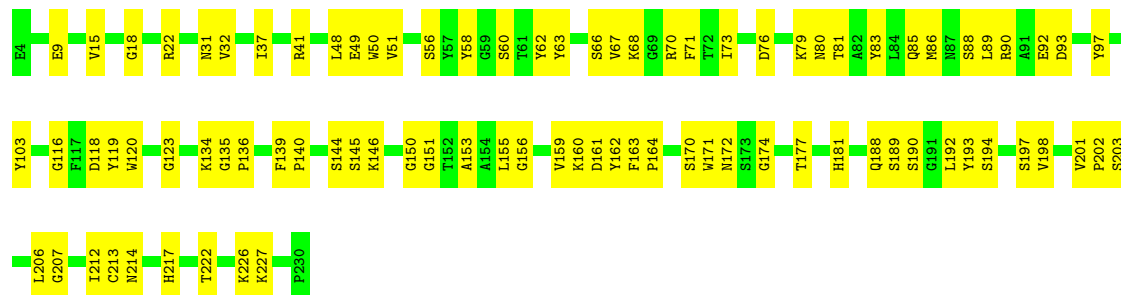 E4 E9 V15 G18 R22 N31 V32 I37 R41 L48 E49 W50 V51 S56 Y57 Y58 G59 S60 T61 Y62 Y63 S66 V67 K68 G69 R70 F71 T72 I73 D76 K79 N80 T81 A82 Y83 L84 Q85 M86 N87 S88 L89 R90 A91 E92 D93 Y97
Y103 G116 F117 D118 Y119 W120 G123 K134 G135 P136 F139 P140 S144 S145 K146 G150 G151 T152 A153 A154 L155 G156 V159 K160 D161 Y162 F163 P164 S170 W171 N172 S173 G174 T177 H181 Q188 S189 S190 G191 L192 Y193 S194 S197 V198 V201 P202 S203
L206 G207 I212 C213 N214 H217 T222 K226 K227 P230